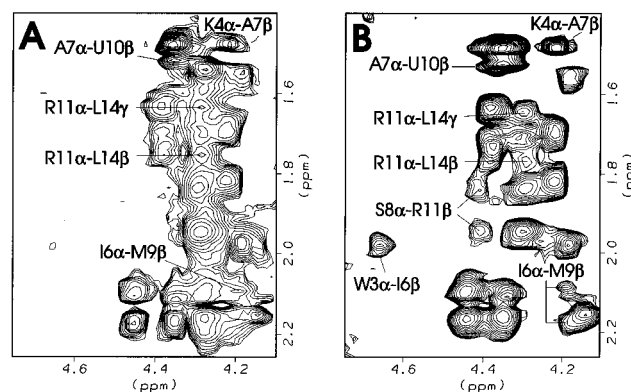 A
K4α-A7β
A7α-U10β
R11α-L14γ
R11α-L14β
I6α-M9β
1.6
1.8
2.0
2.2
(ppm)
4.6
4.4
4.2
(ppm)
B
K4α-A7β
A7α-U10β
R11α-L14γ
R11α-L14β
S8α-R11β
W3α-I6β
I6α-M9β
1.6
1.8
2.0
2.2
(ppm)
4.6
4.4
4.2
(ppm)